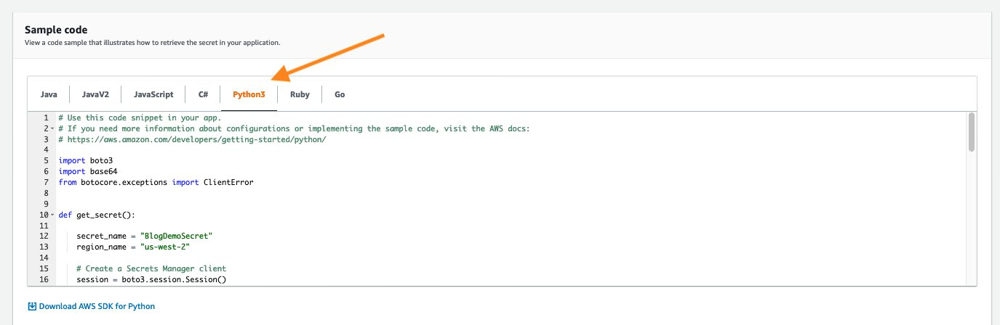 Sample code
View a code sample that illustrates how to retrieve the secret in your application.
Java JavaV2 JavaScript C# Python3 Ruby Go
1 # Use this code snippet in your app.
2 # If you need more information about configurations or implementing the sample code, visit the AWS docs:
3 # https://aws.amazon.com/developers/getting-started/python/
4
5 import boto3
6 import base64
7 from botocore.exceptions import ClientError
8
9
10 def get_secret():
11
12 secret_name = "BlogDemoSecret"
13 region_name = "us-west-2"
14
15 # Create a Secrets Manager client
16 session = boto3.session.Session()
Download AWS SDK for Python